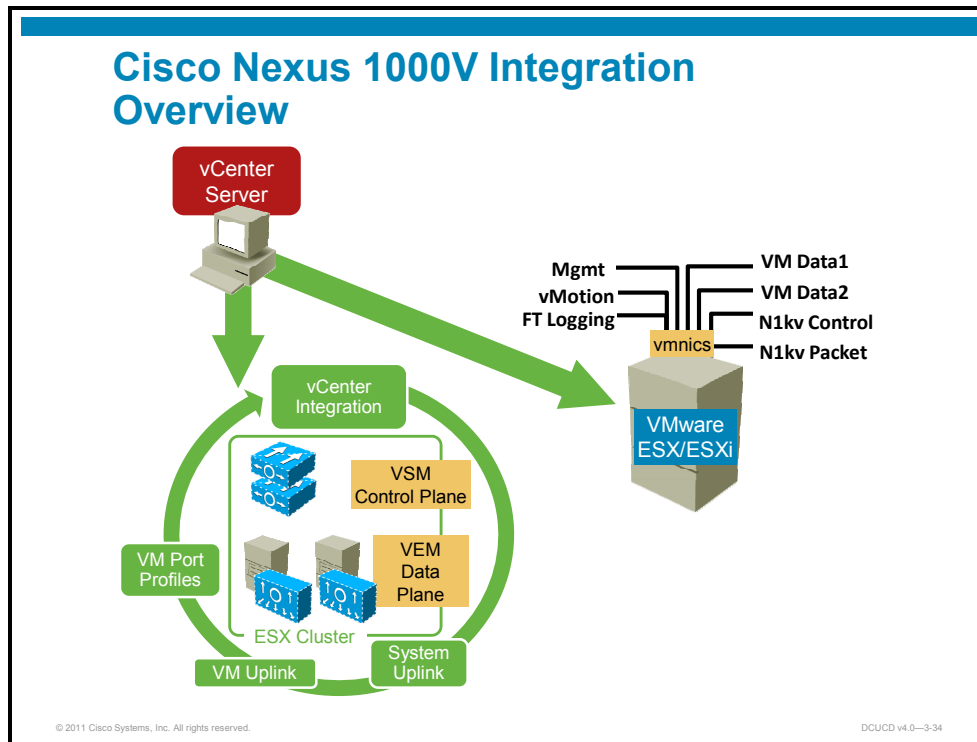 Cisco Nexus 1000V Integration
Overview
vCenter
Server
Mgmt
vMotion
FT Logging
VM Data1
VM Data2
N1kv Control
N1kv Packet
vmnics
VMware
ESX/ESXi
vCenter
Integration
VSM
Control Plane
VEM
Data
Plane
VM Port
Profiles
ESX Cluster
VM Uplink
System
Uplink
© 2011 Cisco Systems, Inc. All rights reserved.
DCUCD v4.0—3-34